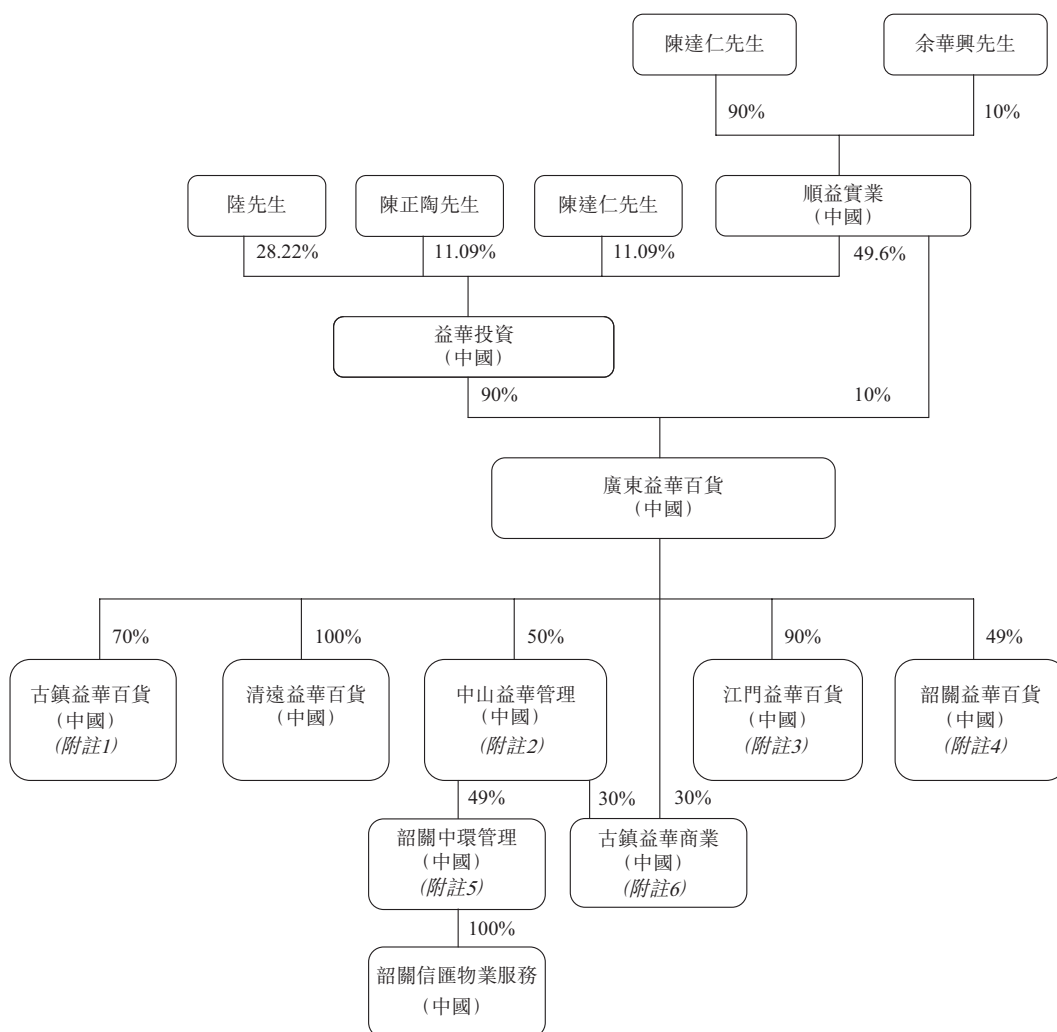 陳達仁先生
余華興先生
90%
10%
陸先生
陳正陶先生
陳達仁先生
順益實業
（中國）
28.22%
11.09%
11.09%
49.6%
益華投資
（中國）
90%
10%
廣東益華百貨
（中國）
70%
100%
50%
90%
49%
古鎮益華百貨
（中國）
(附註1)
清遠益華百貨
（中國）
中山益華管理
（中國）
(附註2)
江門益華百貨
（中國）
(附註3)
韶關益華百貨
（中國）
(附註4)
49%
30%
30%
韶關中環管理
（中國）
(附註5)
古鎮益華商業
（中國）
(附註6)
100%
韶關信匯物業服務
（中國）